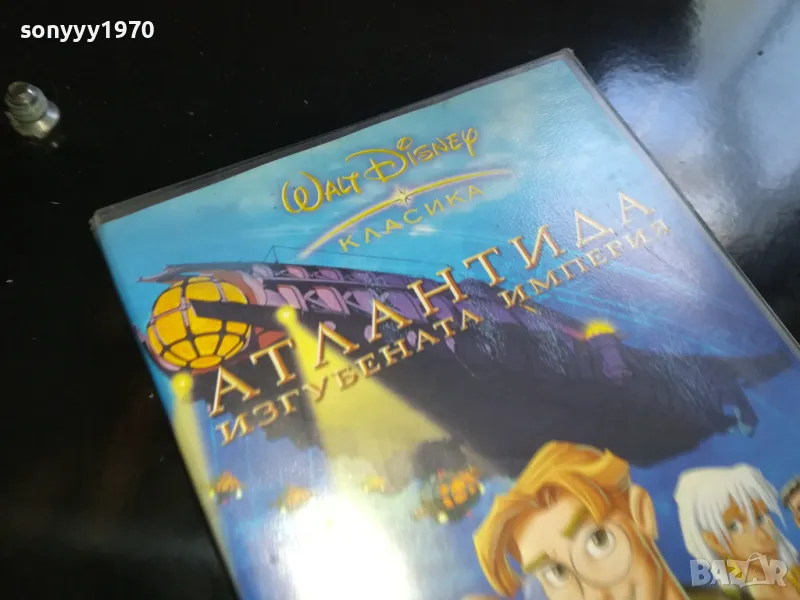 sonyyy1970
WALT DISNEY
КЛАСИКА
АТЛАНТИДА
ИЗГУБЕНАТА ИМПЕРИЯ
BAZAR